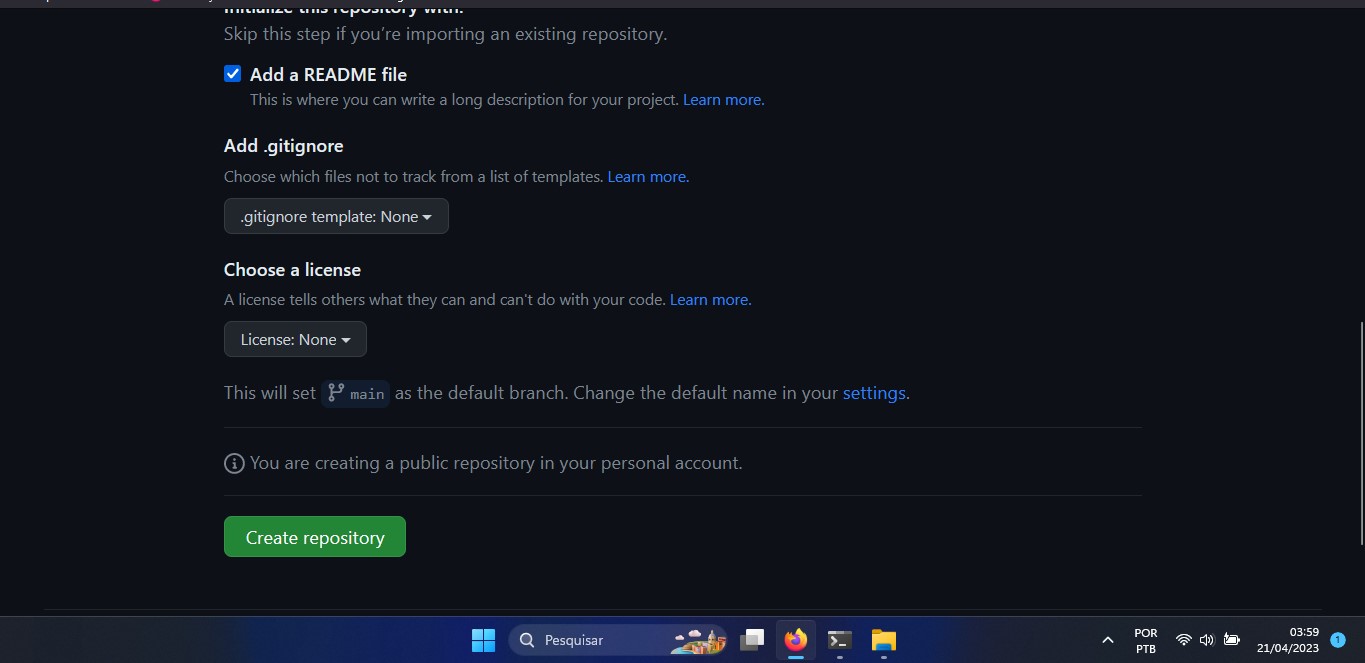 Initialize this repository with:
Skip this step if you’re importing an existing repository.
Add a README file
This is where you can write a long description for your project. Learn more.
Add .gitignore
Choose which files not to track from a list of templates. Learn more.
.gitignore template: None
Choose a license
A license tells others what they can and can't do with your code. Learn more.
License: None
This will set main as the default branch. Change the default name in your settings.
You are creating a public repository in your personal account.
Create repository
Pesquisar
POR
PTB
03:59
21/04/2023
1